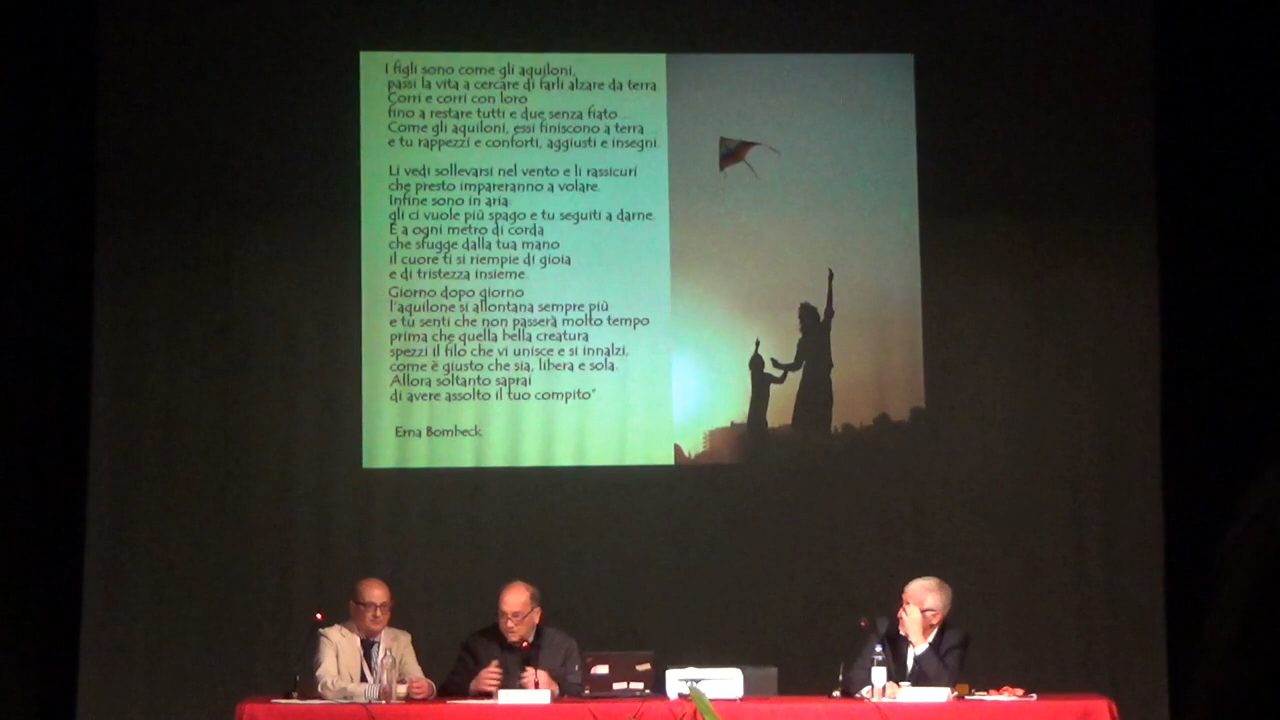 I figli sono come gli aquiloni,
passi la vita a cercare di farli alzare da terra.
Corri e corri con loro
fino a restare tutti e due senza fiato...
Come gli aquiloni, essi finiscono a terra
e tu rappezzi e conforti, aggiusti e insegni.
Li vedi sollevarsi nel vento e li rassicuri
che presto impareranno a volare.
Infine sono in aria:
gli ci vuole più spago e tu seguiti a darne.
E a ogni metro di corda
che sfugge dalla tua mano
il cuore ti si riempie di gioia
e di tristezza insieme.
Giorno dopo giorno
l'aquilone si allontana sempre più
e tu senti che non passerà molto tempo
prima che quella bella creatura
spezzi il filo che vi unisce e si innalzi,
come è giusto che sia, libera e sola.
Allora soltanto saprai
di avere assolto il tuo compito"
Erna Bombeck